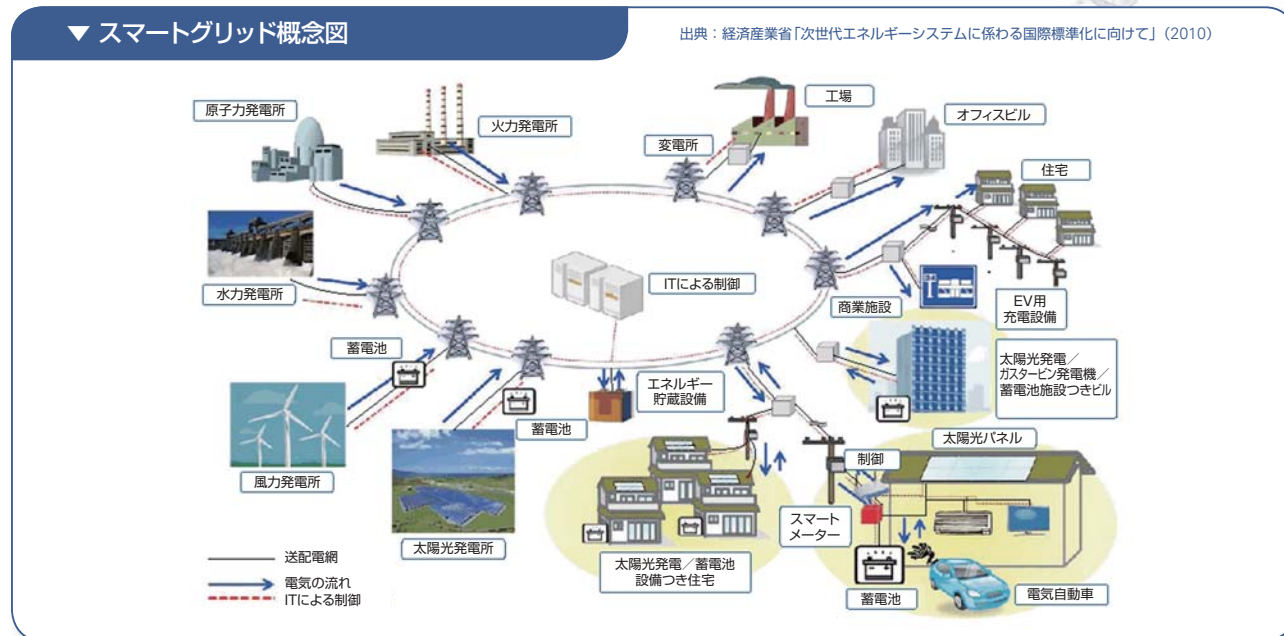 ▼ スマートグリッド概念図
出典：経済産業省「次世代エネルギーシステムに係わる国際標準化に向けて」（2010）
原子力発電所
火力発電所
変電所
工場
オフィスビル
住宅
水力発電所
ITによる制御
商業施設
EV用
充電設備
蓄電池
エネルギー
貯蔵設備
太陽光発電／
ガスタービン発電機／
蓄電池施設つきビル
蓄電池
風力発電所
太陽光発電所
太陽光パネル
制御
スマート
メーター
太陽光発電／蓄電池
設備つき住宅
蓄電池
電気自動車
送配電網
電気の流れ
ITによる制御